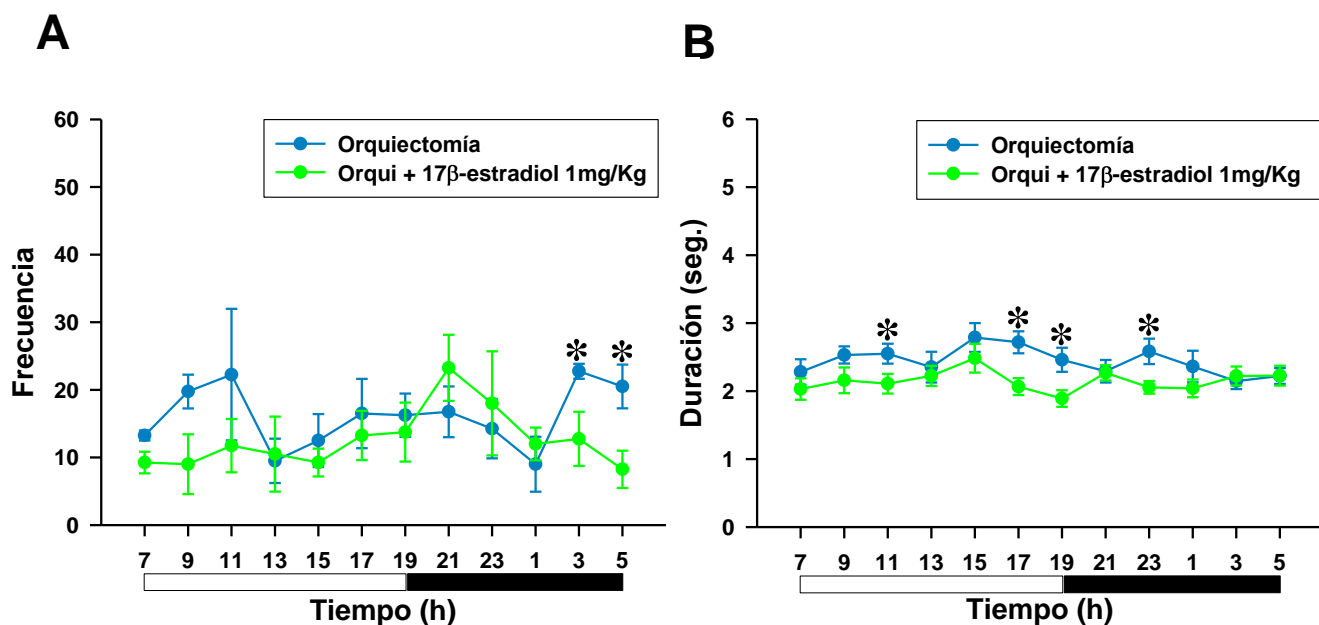 A
Frecuencia
60
50
40
30
20
10
0
Orquiectomía
Orqui + 17β-estradiol 1mg/Kg
* *
7 9 11 13 15 17 19 21 23 1 3 5
Tiempo (h)
B
Duración (seg.)
6
5
4
3
2
1
0
Orquiectomía
Orqui + 17β-estradiol 1mg/Kg
* * * *
7 9 11 13 15 17 19 21 23 1 3 5
Tiempo (h)